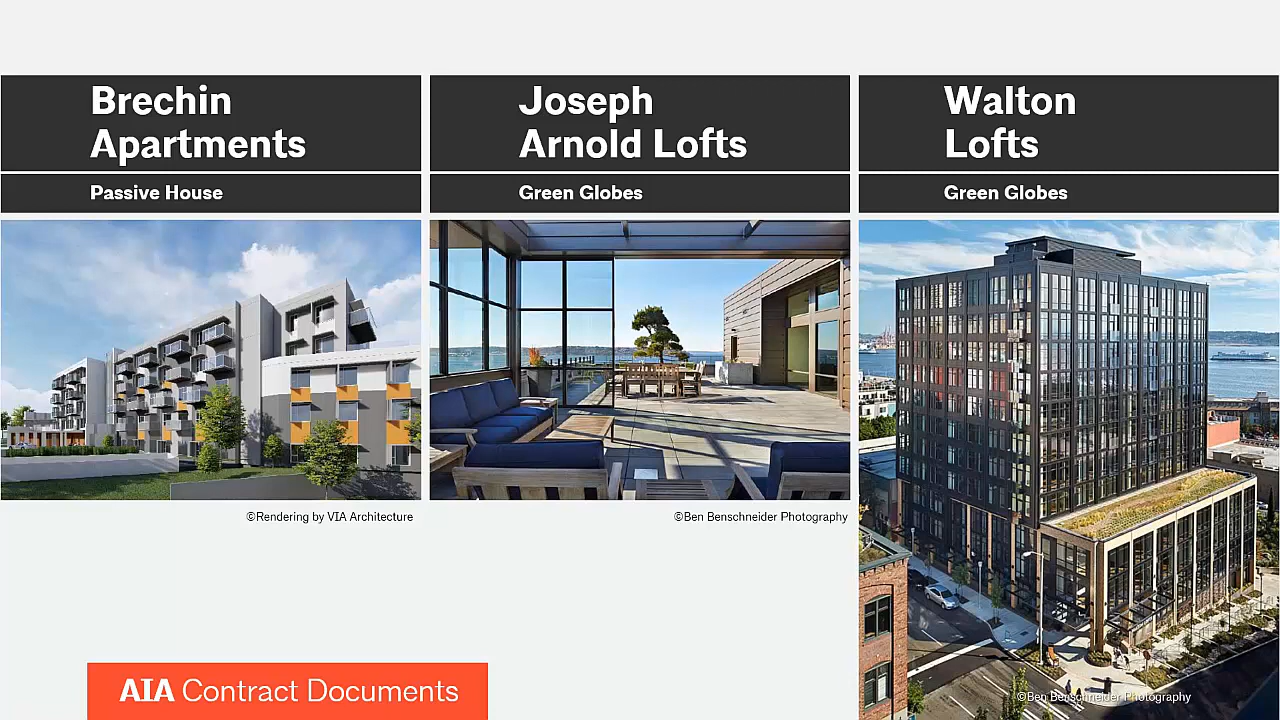 Brechin
Apartments
Passive House
©Rendering by VIA Architecture
Joseph
Arnold Lofts
Green Globes
©Ben Benschneider Photography
Walton
Lofts
Green Globes
©Ben Benschneider Photography
AIA Contract Documents